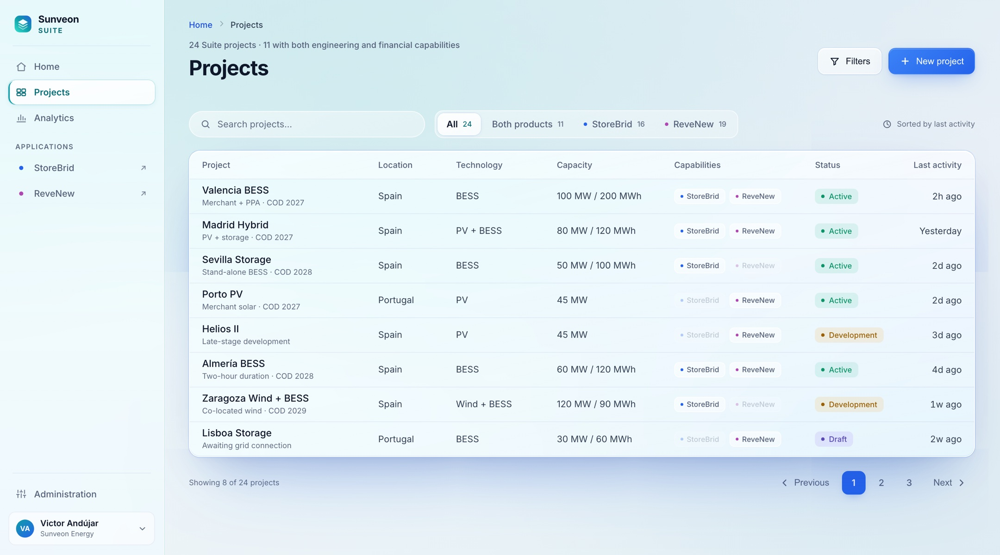 Sunveon
SUITE
Home
Projects
Analytics
APPLICATIONS
StoreBrid
ReveNew
Administration
VA
Victor Andújar
Sunveon Energy
Home Projects
24 Suite projects · 11 with both engineering and financial capabilities
Projects
Filters
New project
Search projects...
All 24 Both products 11 StoreBrid 16 ReveNew 19
Sorted by last activity
Project Location Technology Capacity Capabilities Status Last activity
Valencia BESS
Merchant + PPA · COD 2027
Spain BESS 100 MW / 200 MWh StoreBrid ReveNew Active 2h ago
Madrid Hybrid
PV + storage · COD 2027
Spain PV + BESS 80 MW / 120 MWh StoreBrid ReveNew Active Yesterday
Sevilla Storage
Stand-alone BESS · COD 2028
Spain BESS 50 MW / 100 MWh StoreBrid ReveNew Active 2d ago
Porto PV
Merchant solar · COD 2027
Portugal PV 45 MW StoreBrid ReveNew Active 2d ago
Helios II
Late-stage development
Spain PV 45 MW StoreBrid ReveNew Development 3d ago
Almería BESS
Two-hour duration · COD 2028
Spain BESS 60 MW / 120 MWh StoreBrid ReveNew Active 4d ago
Zaragoza Wind + BESS
Co-located wind · COD 2029
Spain Wind + BESS 120 MW / 90 MWh StoreBrid ReveNew Development 1w ago
Lisboa Storage
Awaiting grid connection
Portugal BESS 30 MW / 60 MWh StoreBrid ReveNew Draft 2w ago
Showing 8 of 24 projects
Previous 1 2 3 Next